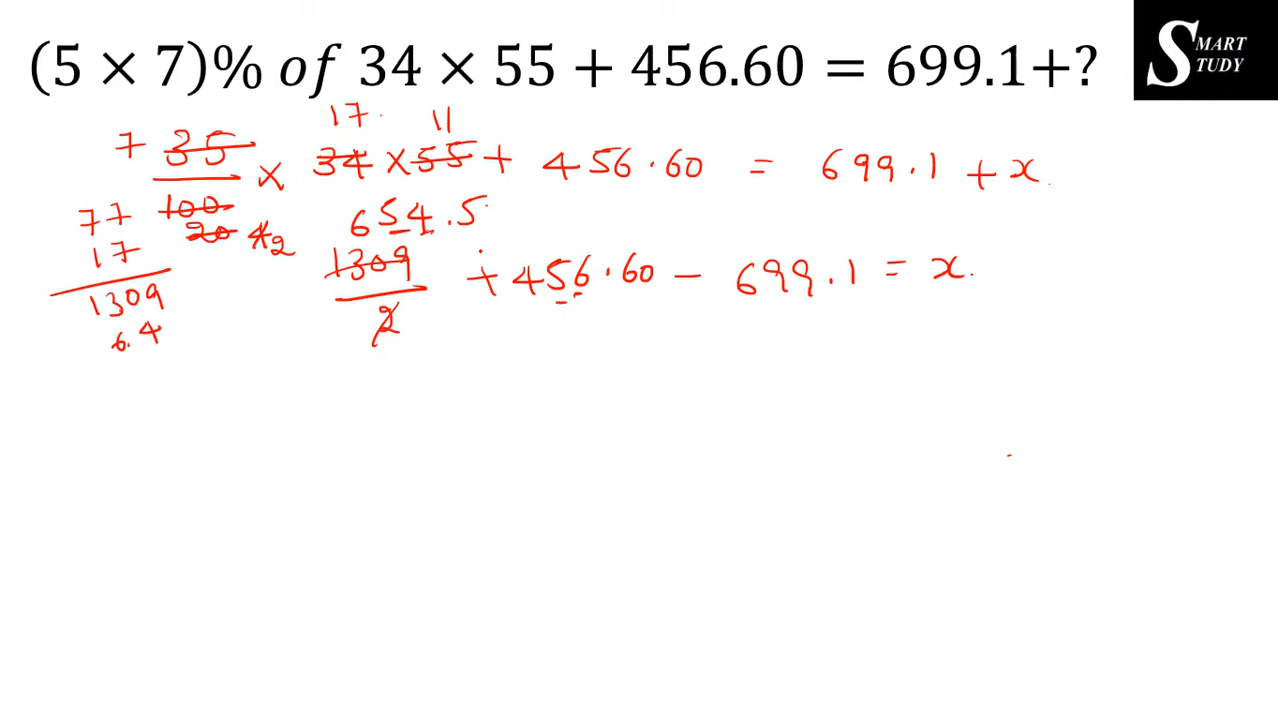 (5 × 7)% of 34 × 55 + 456.60 = 699.1+?
SMART
STUDY
17 11
7 35 × 34 × 55 + 456.60 = 699.1 + x
100
77 20 4 2 654.5
17 1309 + 456.60 - 699.1 = x
1309 2
6.4